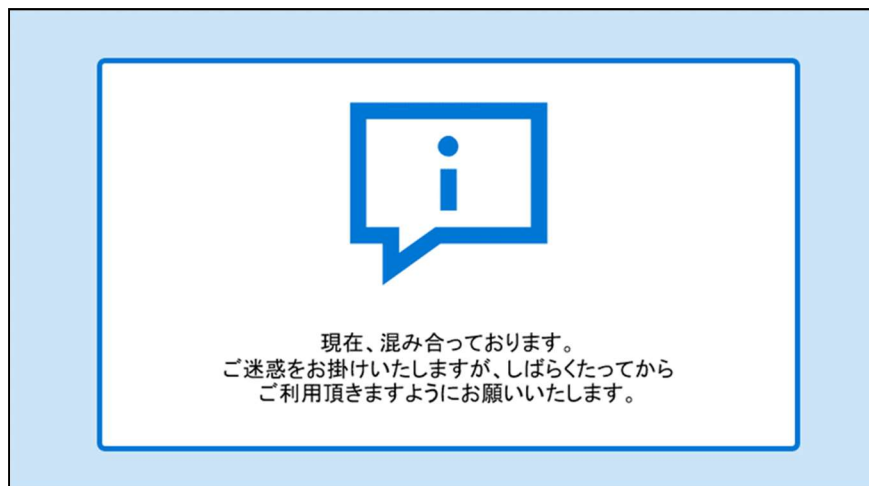 現在、混み合っております。
ご迷惑をお掛けいたしますが、しばらくたってから
ご利用頂きますようにお願いいたします。